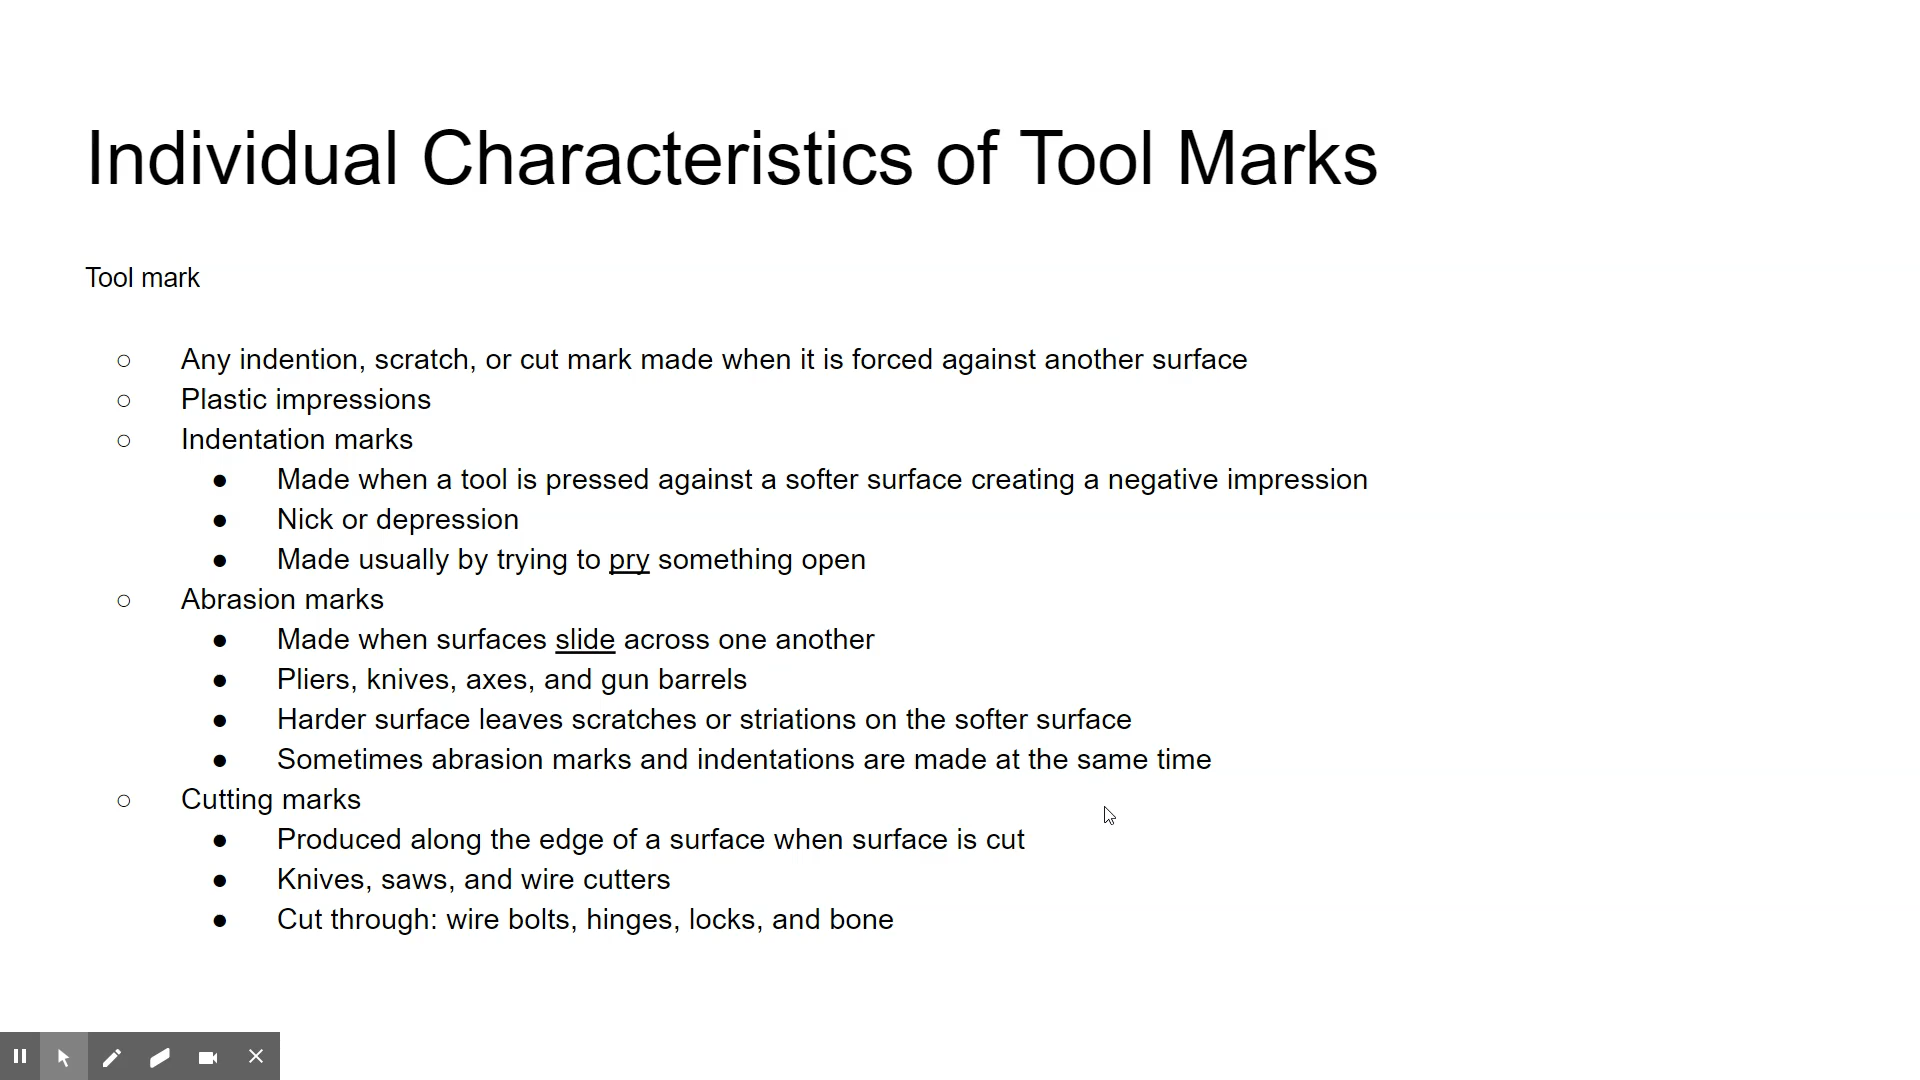 Individual Characteristics of Tool Marks
Tool mark
○ Any indention, scratch, or cut mark made when it is forced against another surface
○ Plastic impressions
○ Indentation marks
● Made when a tool is pressed against a softer surface creating a negative impression
● Nick or depression
● Made usually by trying to pry something open
○ Abrasion marks
● Made when surfaces slide across one another
● Pliers, knives, axes, and gun barrels
● Harder surface leaves scratches or striations on the softer surface
● Sometimes abrasion marks and indentations are made at the same time
○ Cutting marks
● Produced along the edge of a surface when surface is cut
● Knives, saws, and wire cutters
● Cut through: wire bolts, hinges, locks, and bone